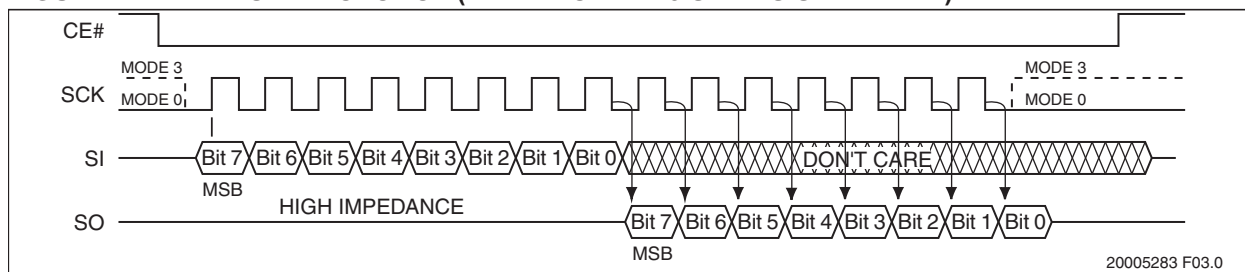 CE#
MODE 3
MODE 3
SCK
MODE 0
MODE 0
SI
Bit 7 Bit 6 Bit 5 Bit 4 Bit 3 Bit 2 Bit 1 Bit 0
DON'T CARE
MSB
HIGH IMPEDANCE
SO
Bit 7 Bit 6 Bit 5 Bit 4 Bit 3 Bit 2 Bit 1 Bit 0
MSB
20005283 F03.0